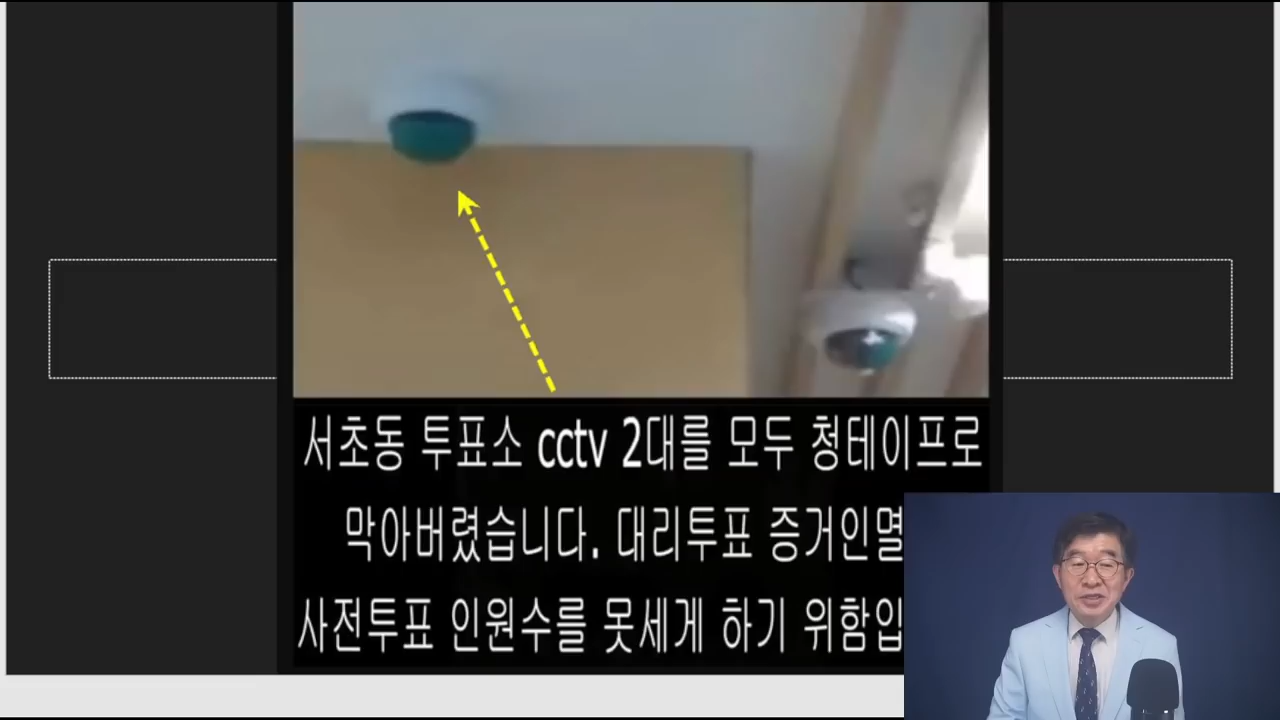 서초동 투표소 cctv 2대를 모두 청테이프로
막아버렸습니다. 대리투표 증거인멸
사전투표 인원수를 못세게 하기 위함입